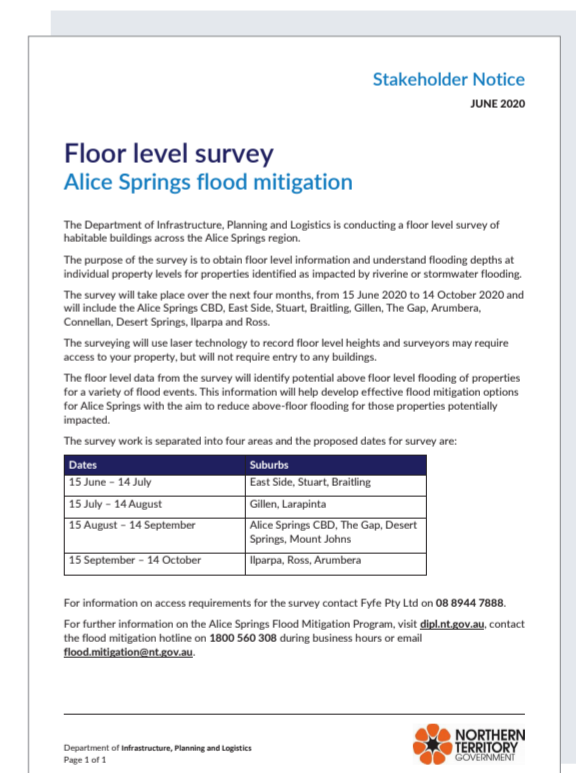 Stakeholder Notice
JUNE 2020
Floor level survey
Alice Springs flood mitigation
The Department of Infrastructure, Planning and Logistics is conducting a floor level survey of
habitable buildings across the Alice Springs region.
The purpose of the survey is to obtain floor level information and understand flooding depths at
individual property levels for properties identified as impacted by riverine or stormwater flooding.
The survey will take place over the next four months, from 15 June 2020 to 14 October 2020 and
will include the Alice Springs CBD, East Side, Stuart, Braitling, Gillen, The Gap, Arumbera,
Connellan, Desert Springs, Ilparpa and Ross.
The surveying will use laser technology to record floor level heights and surveyors may require
access to your property, but will not require entry to any buildings.
The floor level data from the survey will identify potential above floor level flooding of properties
for a variety of flood events. This information will help develop effective flood mitigation options
for Alice Springs with the aim to reduce above-floor flooding for those properties potentially
impacted.
The survey work is separated into four areas and the proposed dates for survey are:
Dates Suburbs
15 June – 14 July East Side, Stuart, Braitling
15 July – 14 August Gillen, Larapinta
15 August – 14 September Alice Springs CBD, The Gap, Desert
Springs, Mount Johns
15 September – 14 October Ilparpa, Ross, Arumbera
For information on access requirements for the survey contact Fyfe Pty Ltd on 08 8944 7888.
For further information on the Alice Springs Flood Mitigation Program, visit dipl.nt.gov.au, contact
the flood mitigation hotline on 1800 560 308 during business hours or email
flood.mitigation@nt.gov.au.
Department of Infrastructure, Planning and Logistics
Page 1 of 1
NORTHERN
TERRITORY
GOVERNMENT